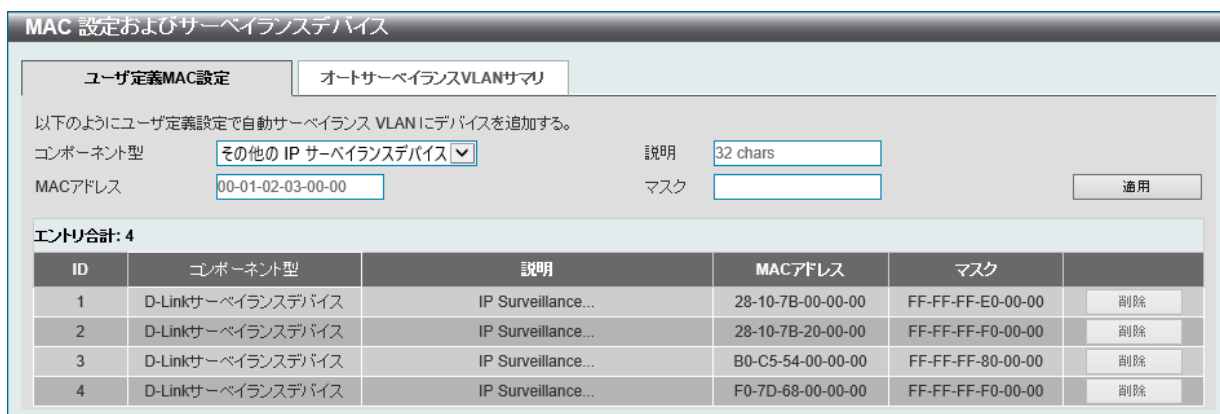 MAC 設定およびサーベイランスデバイス
ユーザ定義MAC設定 オートサーベイランスVLANサマリ
以下のようにユーザ定義設定で自動サーベイランス VLAN にデバイスを追加する。
コンポーネント型 その他の IP サーベイランスデバイス 説明 32 chars
MACアドレス 00-01-02-03-00-00 マスク 適用
エントリ合計: 4
ID コンポーネント型 説明 MACアドレス マスク
1 D-Linkサーベイランスデバイス IP Surveillance... 28-10-7B-00-00-00 FF-FF-FF-E0-00-00 削除
2 D-Linkサーベイランスデバイス IP Surveillance... 28-10-7B-20-00-00 FF-FF-FF-F0-00-00 削除
3 D-Linkサーベイランスデバイス IP Surveillance... B0-C5-54-00-00-00 FF-FF-FF-80-00-00 削除
4 D-Linkサーベイランスデバイス IP Surveillance... F0-7D-68-00-00-00 FF-FF-FF-F0-00-00 削除